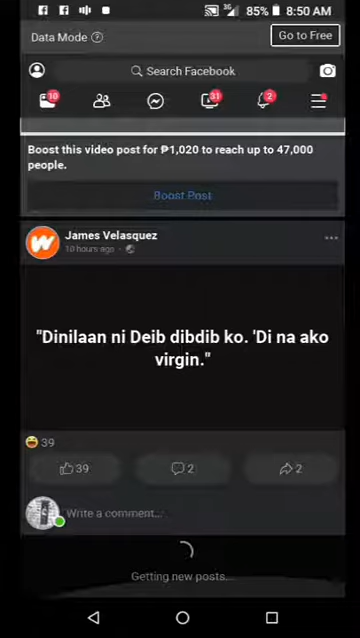 3G 85% 8:50 AM
Data Mode ? Go to Free
Search Facebook
10 31 2
Boost this video post for ₱1,020 to reach up to 47,000
people.
Boost Post
W James Velasquez
10 hours ago ·
"Dinilaan ni Deib dibdib ko. 'Di na ako
virgin."
39
39 2 2
Write a comment...
Getting new posts...